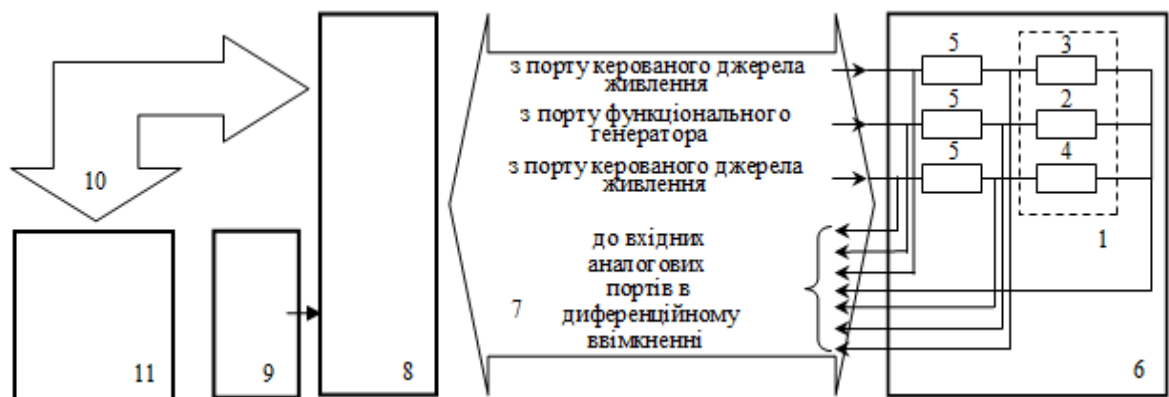 з порту керованого джерела
живлення
з порту функціонального
генератора
з порту керованого джерела
живлення
до вхідних
аналогових
портів в
диференційному
ввімкненні
7
10
11
9
8
5
3
5
2
5
4
1
6